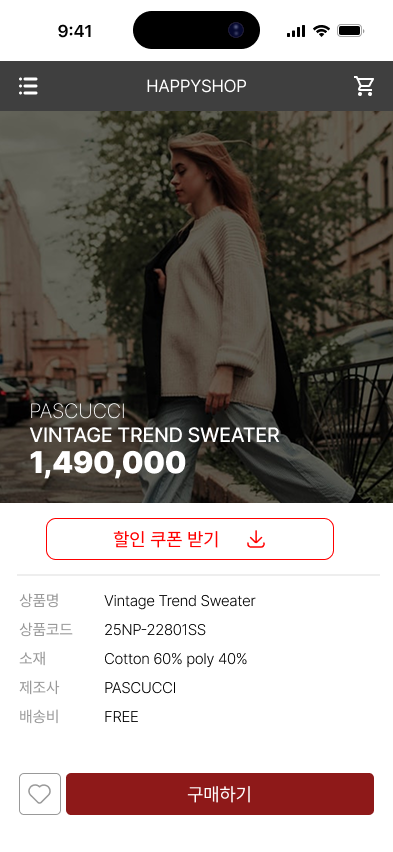 9:41
HAPPYSHOP
PASCUCCI
VINTAGE TREND SWEATER
1,490,000
할인 쿠폰 받기
상품명 Vintage Trend Sweater
상품코드 25NP-22801SS
소재 Cotton 60% poly 40%
제조사 PASCUCCI
배송비 FREE
구매하기